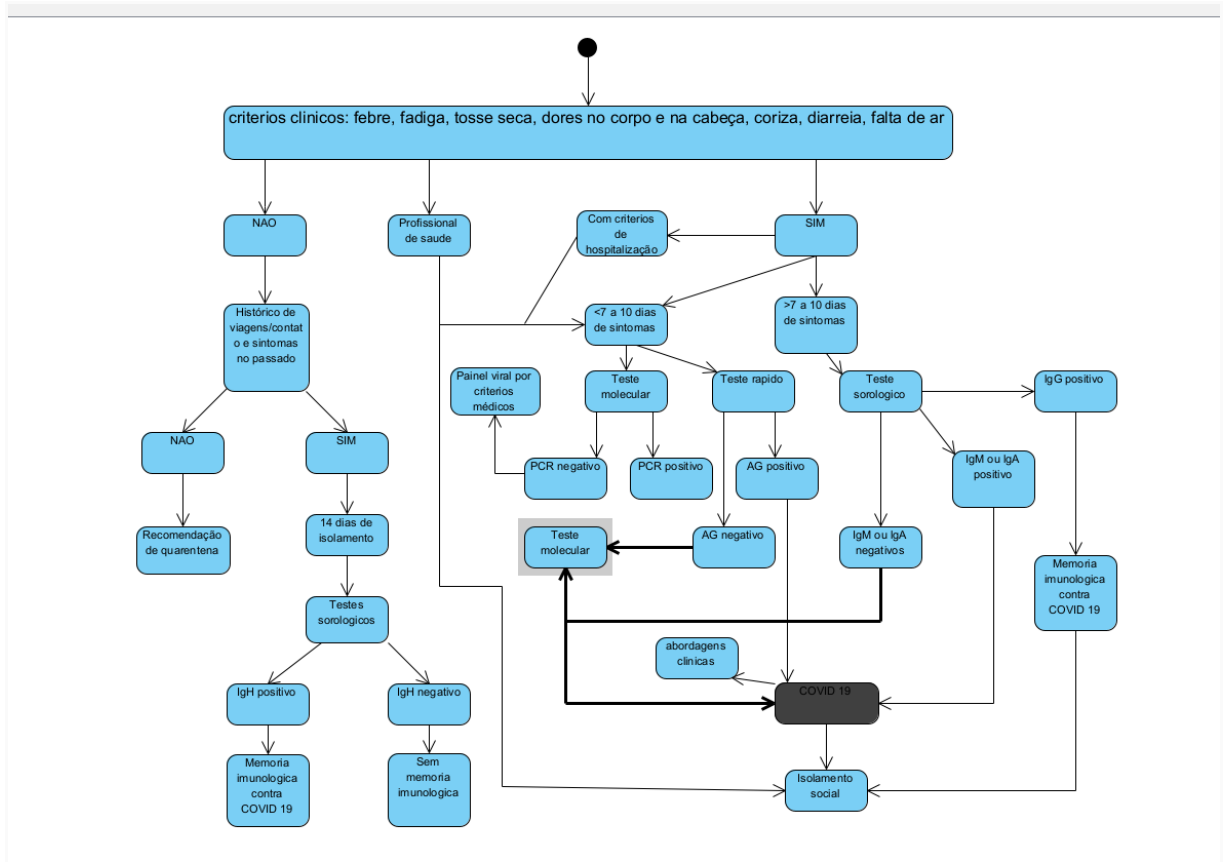 criterios clinicos: febre, fadiga, tosse seca, dores no corpo e na cabeça, coriza, diarreia, falta de ar
NAO
Profissional
de saude
Com criterios
de
hospitalização
SIM
Histórico de
viagens/contat
o e sintomas
no passado
<7 a 10 dias
de sintomas
>7 a 10 dias
de sintomas
Painel viral por
criterios
médicos
Teste
molecular
Teste rapido
Teste
sorologico
IgG positivo
NAO
SIM
PCR negativo
PCR positivo
AG positivo
IgM ou IgA
positivo
Recomendação
de quarentena
14 dias de
isolamento
Teste
molecular
AG negativo
IgM ou IgA
negativos
Memoria
imunologica
contra
COVID 19
Testes
sorologicos
abordagens
clinicas
IgH positivo
IgH negativo
COVID 19
Memoria
imunologica
contra
COVID 19
Sem
memoria
imunologica
Isolamento
social